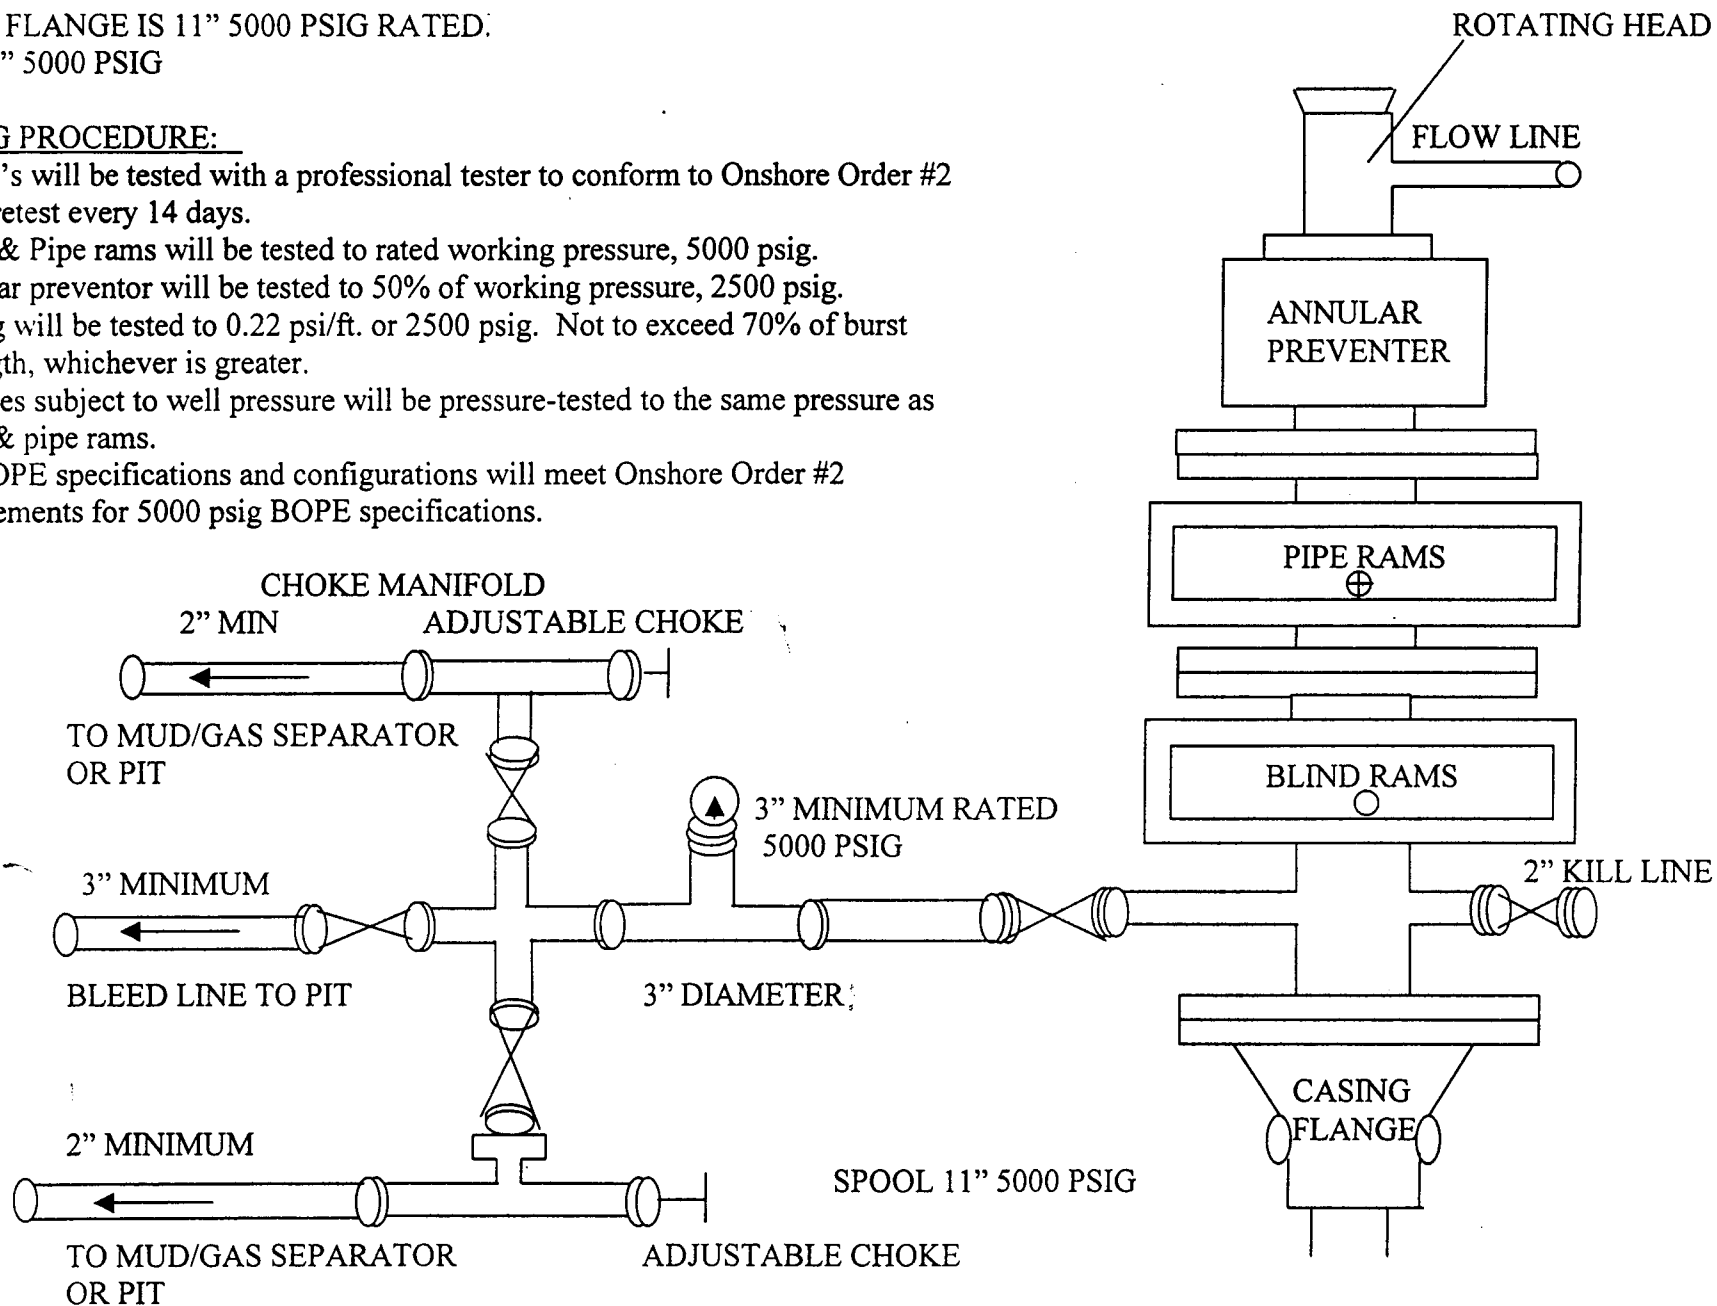 FLANGE IS 11” 5000 PSIG RATED.
” 5000 PSIG
G PROCEDURE:
’s will be tested with a professional tester to conform to Onshore Order #2
retest every 14 days.
& Pipe rams will be tested to rated working pressure, 5000 psig.
ar preventor will be tested to 50% of working pressure, 2500 psig.
g will be tested to 0.22 psi/ft. or 2500 psig. Not to exceed 70% of burst
gth, whichever is greater.
es subject to well pressure will be pressure-tested to the same pressure as
& pipe rams.
OPE specifications and configurations will meet Onshore Order #2
ements for 5000 psig BOPE specifications.
ROTATING HEAD
FLOW LINE
ANNULAR
PREVENTER
PIPE RAMS
BLIND RAMS
CHOKE MANIFOLD
2” MIN
ADJUSTABLE CHOKE
TO MUD/GAS SEPARATOR
OR PIT
3” MINIMUM RATED
5000 PSIG
3” MINIMUM
2” KILL LINE
BLEED LINE TO PIT
3” DIAMETER
CASING
FLANGE
2” MINIMUM
SPOOL 11” 5000 PSIG
TO MUD/GAS SEPARATOR
OR PIT
ADJUSTABLE CHOKE